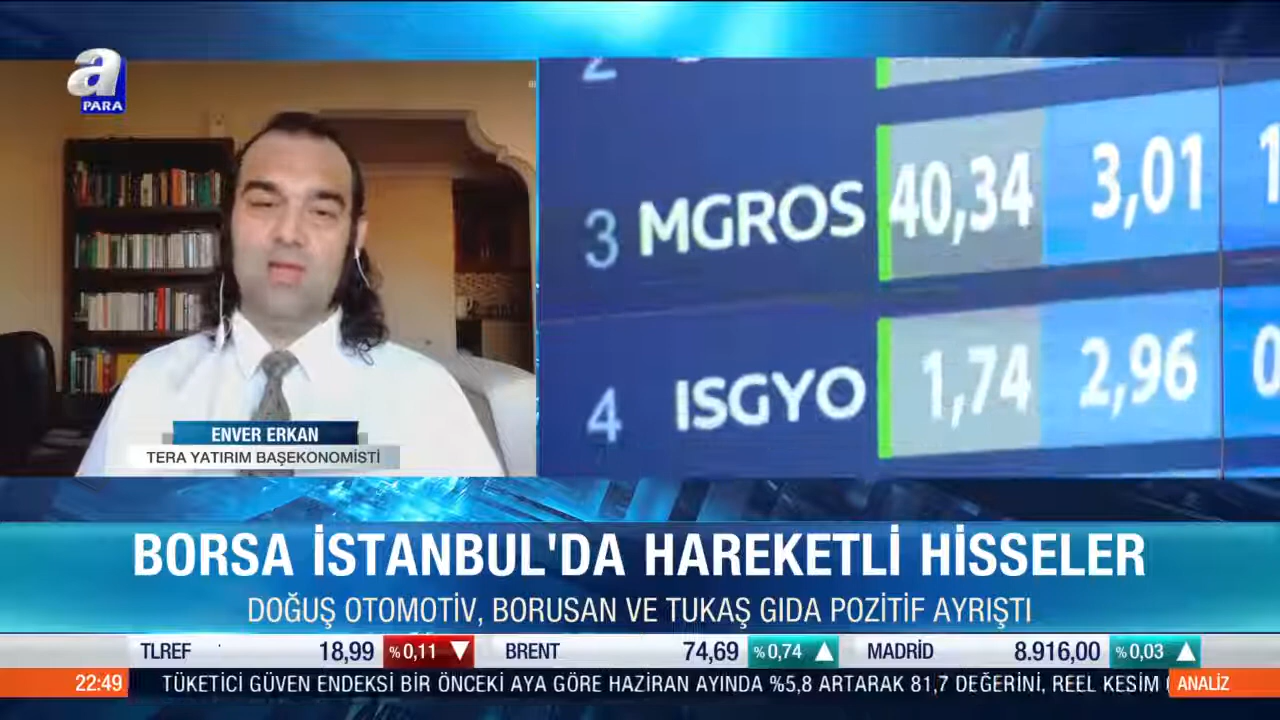 a
PARA
3 MGROS 40,34 3,01
4 ISGYO 1,74 2,96
ENVER ERKAN
TERA YATIRIM BAŞEKONOMİSTİ
BORSA İSTANBUL'DA HAREKETLİ HİSSELER
DOĞUŞ OTOMOTİV, BORUSAN VE TUKAŞ GIDA POZİTİF AYRIŞTI
TLREF 18,99 %0,11 BRENT 74,69 %0,74 MADRİD 8.916,00 %0,03
22:49 TÜKETİCİ GÜVEN ENDEKSİ BİR ÖNCEKİ AYA GÖRE HAZİRAN AYINDA %5,8 ARTARAK 81,7 DEĞERİNİ, REEL KESİM ANALİZ